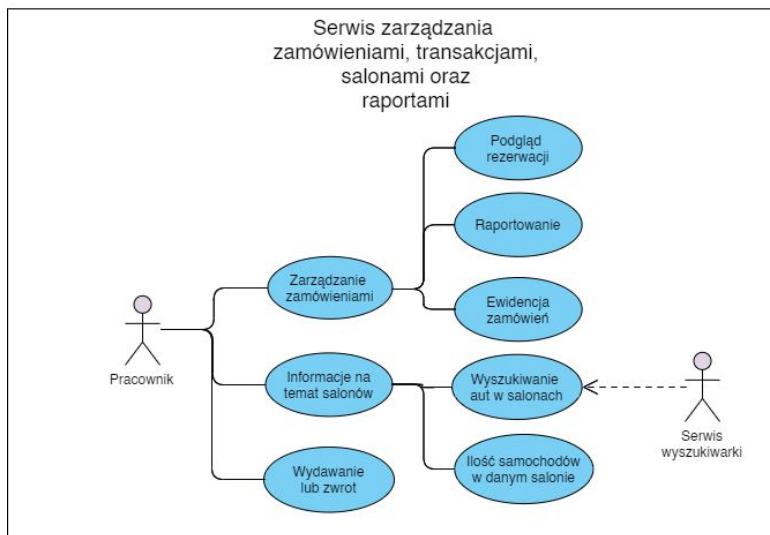 Serwis zarządzania
zamówieniami, transakcjami,
salonami oraz
raportami
Podgląd
rezerwacji
Raportowanie
Zarządzanie
zamówieniami
Ewidencja
zamówień
Pracownik
Informacje na
temat salonów
Wyszukiwanie
aut w salonach
Serwis
wyszukiwarki
Wydawanie
lub zwrot
Ilość samochodów
w danym salonie